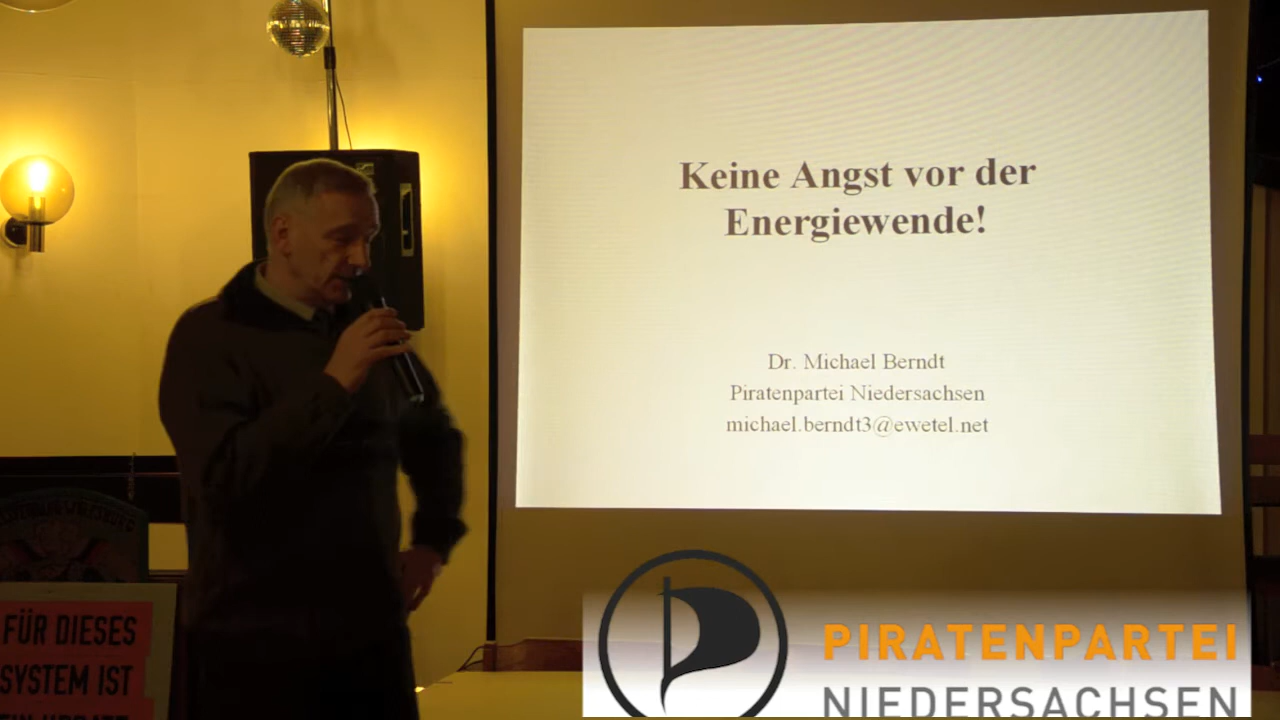 Keine Angst vor der
Energiewende!
Dr. Michael Berndt
Piratenpartei Niedersachsen
michael.berndt3@ewetel.net
FÜR DIESES
SYSTEM IST
PIRATENPARTEI
NIEDERSACHSEN